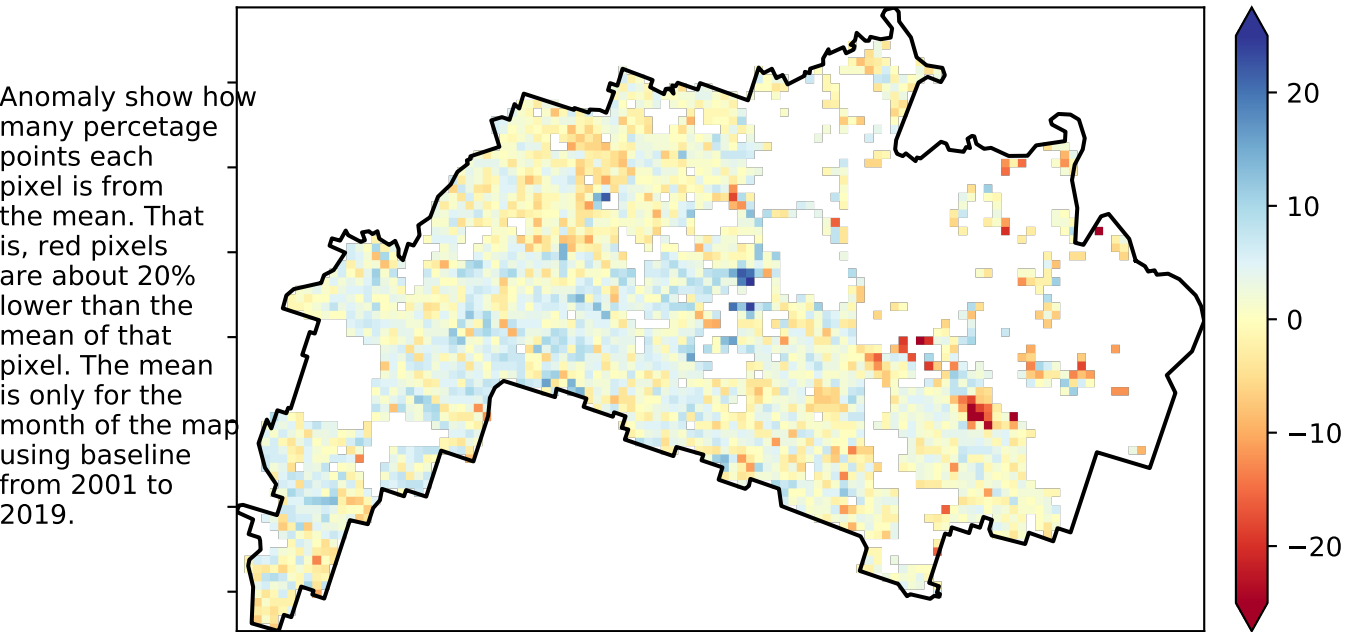 Anomaly show how
many percetage
points each
pixel is from
the mean. That
is, red pixels
are about 20%
lower than the
mean of that
pixel. The mean
is only for the
month of the map
using baseline
from 2001 to
2019.
20
10
0
−10
−20